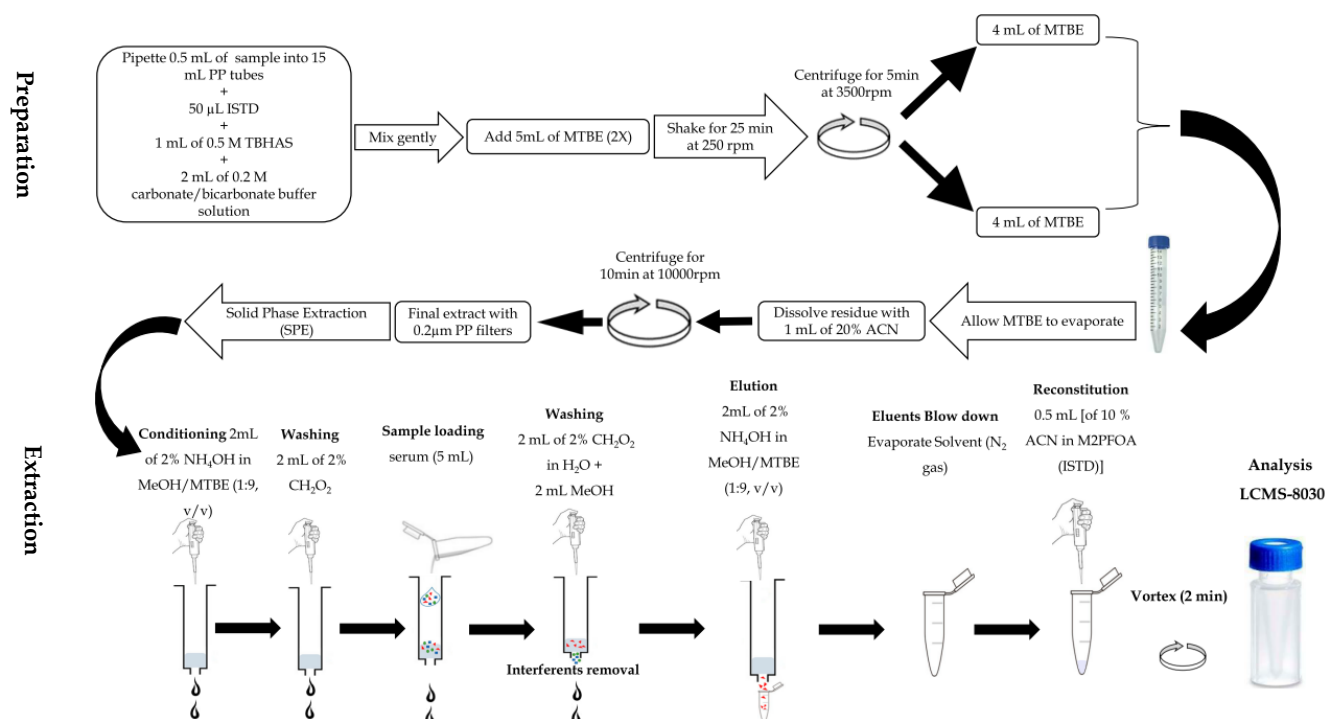 Preparation
Pipette 0.5 mL of sample into 15
mL PP tubes
+
50 µL ISTD
+
1 mL of 0.5 M TBHAS
+
2 mL of 0.2 M
carbonate/bicarbonate buffer
solution
Mix gently
Add 5mL of MTBE (2X)
Shake for 25 min
at 250 rpm
Centrifuge for 5min
at 3500rpm
4 mL of MTBE
4 mL of MTBE
Allow MTBE to evaporate
Dissolve residue with
1 mL of 20% ACN
Centrifuge for
10min at 10000rpm
Final extract with
0.2µm PP filters
Solid Phase Extraction
(SPE)
Extraction
Conditioning 2mL
of 2% NH₄OH in
MeOH/MTBE (1:9,
v/v)
Washing
2 mL of 2%
CH₂O₂
Sample loading
serum (5 mL)
Washing
2 mL of 2% CH₂O₂
in H₂O +
2 mL MeOH
Interferents removal
Elution
2mL of 2%
NH₄OH in
MeOH/MTBE
(1:9, v/v)
Eluents Blow down
Evaporate Solvent (N₂
gas)
Reconstitution
0.5 mL [of 10 %
ACN in M2PFOA
(ISTD)]
Vortex (2 min)
Analysis
LCMS-8030